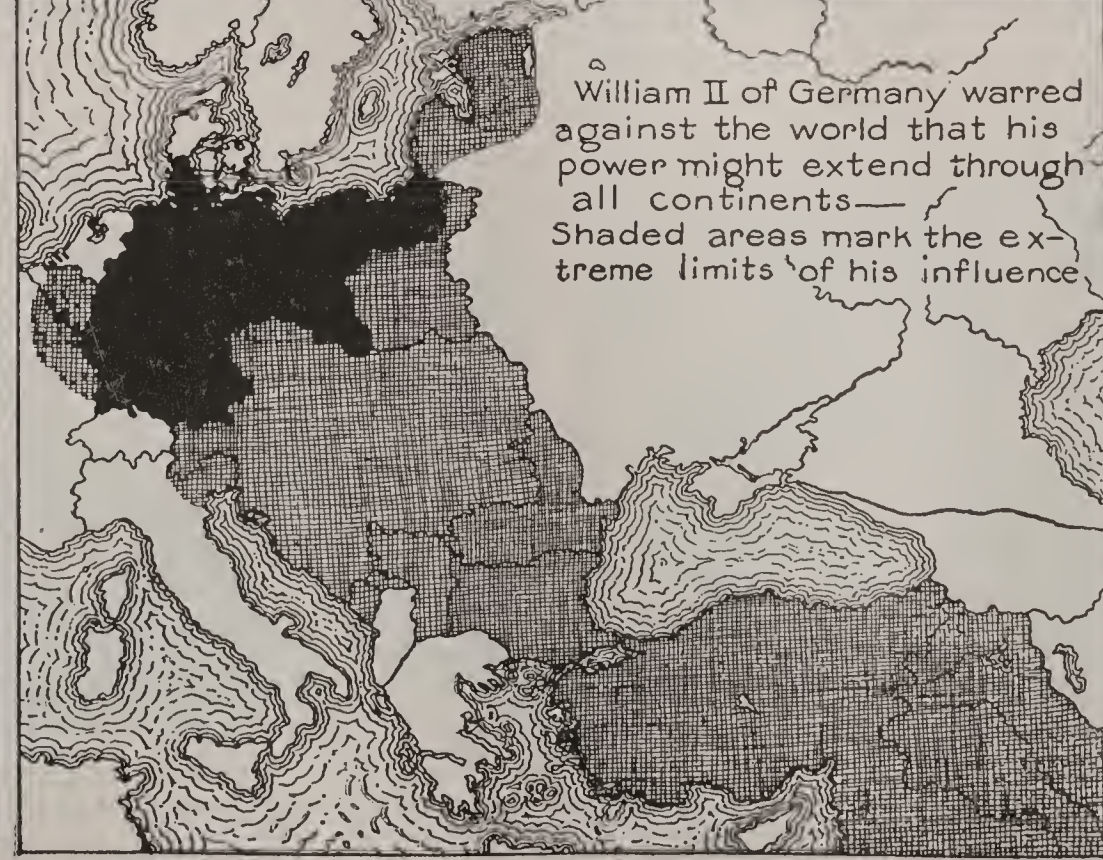 William II of Germany warred
against the world that his
power might extend through
all continents—
Shaded areas mark the ex-
treme limits of his influence